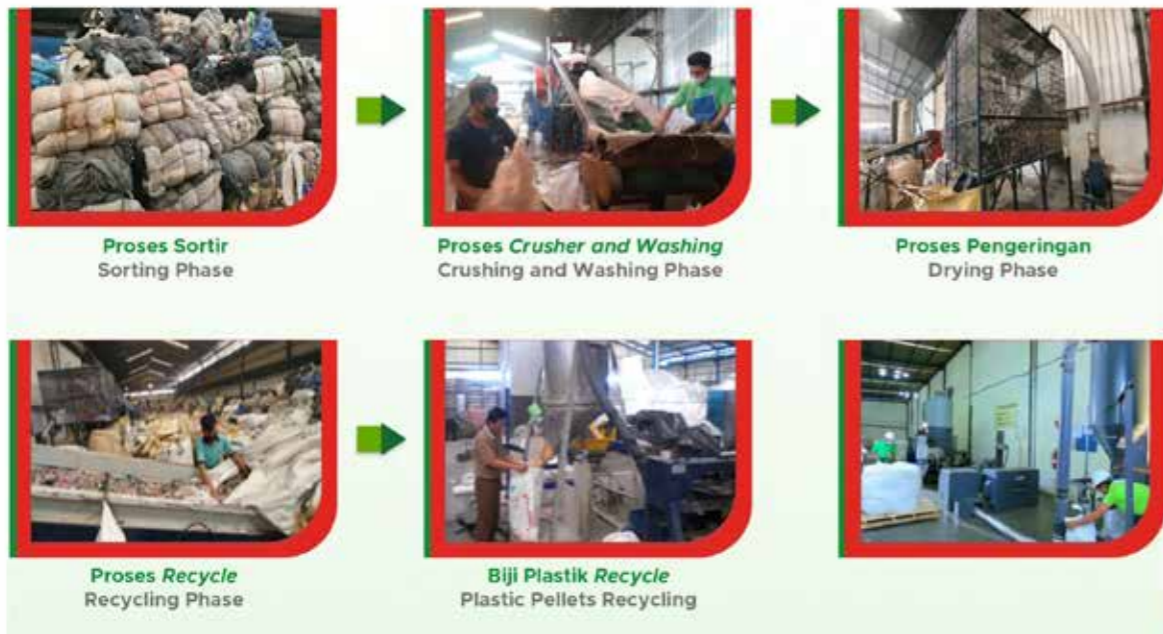 Proses Sortir
Sorting Phase
Proses Crusher and Washing
Crushing and Washing Phase
Proses Pengeringan
Drying Phase
Proses Recycle
Recycling Phase
Biji Plastik Recycle
Plastic Pellets Recycling